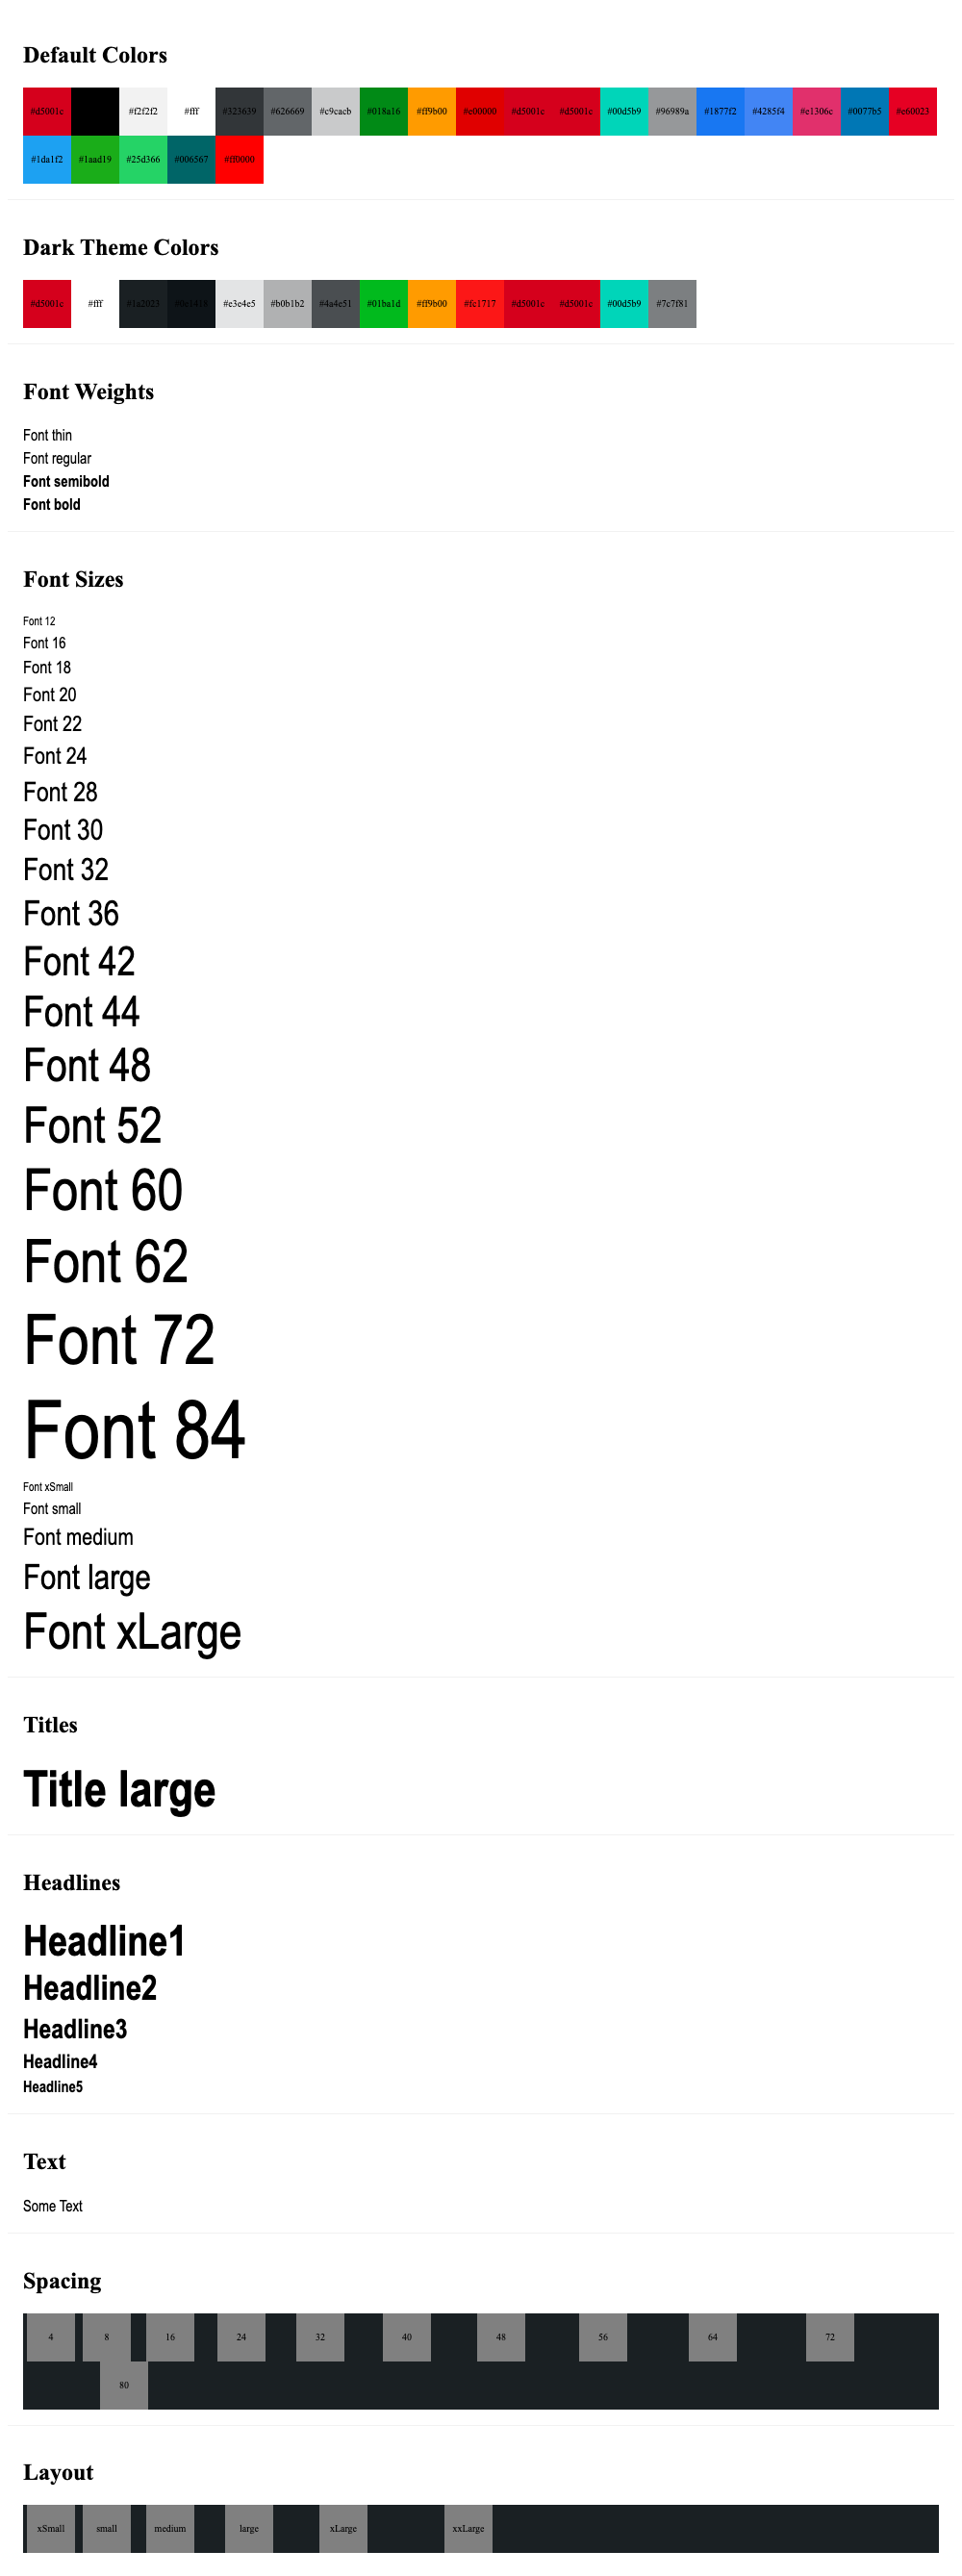 Default Colors
#d5001c #f2f2f2 #fff #323639 #626669 #c9cacb #018a16 #ff9b00 #e00000 #d5001c #d5001c #00d5b9 #96989a #1877f2 #4285f4 #e1306c #0077b5 #e60023
#1da1f2 #1aad19 #25d366 #006567 #ff0000
Dark Theme Colors
#d5001c #fff #1a2023 #0e1418 #e3e4e5 #b0b1b2 #4a4e51 #01ba1d #ff9b00 #fc1717 #d5001c #d5001c #00d5b9 #7c7f81
Font Weights
Font thin
Font regular
Font semibold
Font bold
Font Sizes
Font 12
Font 16
Font 18
Font 20
Font 22
Font 24
Font 28
Font 30
Font 32
Font 36
Font 42
Font 44
Font 48
Font 52
Font 60
Font 62
Font 72
Font 84
Font xSmall
Font small
Font medium
Font large
Font xLarge
Titles
Title large
Headlines
Headline1
Headline2
Headline3
Headline4
Headline5
Text
Some Text
Spacing
4 8 16 24 32 40 48 56 64 72
80
Layout
xSmall small medium large xLarge xxLarge